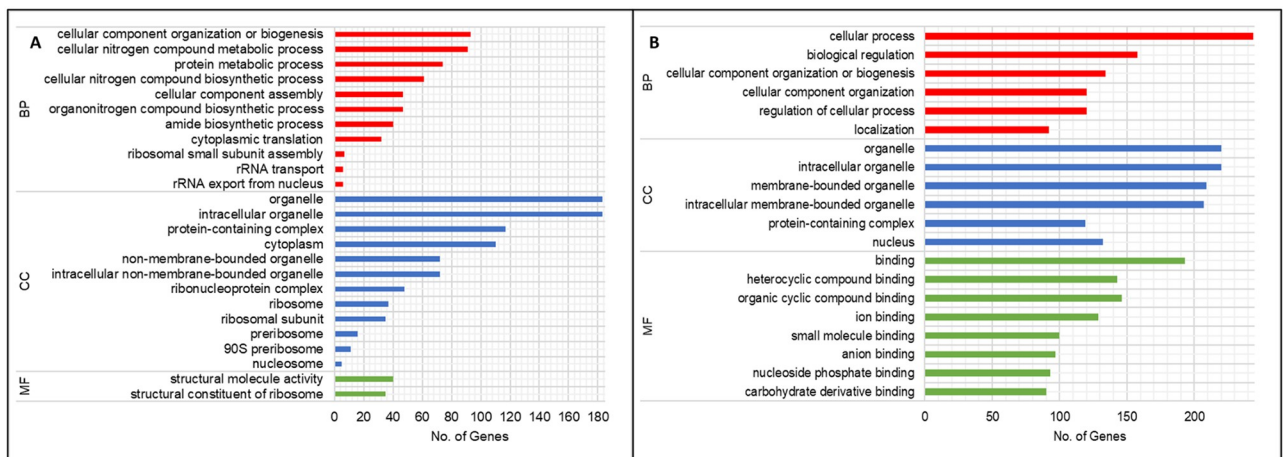 A
BP
cellular component organization or biogenesis
cellular nitrogen compound metabolic process
protein metabolic process
cellular nitrogen compound biosynthetic process
cellular component assembly
organonitrogen compound biosynthetic process
amide biosynthetic process
cytoplasmic translation
ribosomal small subunit assembly
rRNA transport
rRNA export from nucleus
CC
organelle
intracellular organelle
protein-containing complex
cytoplasm
non-membrane-bounded organelle
intracellular non-membrane-bounded organelle
ribonucleoprotein complex
ribosome
ribosomal subunit
preribosome
90S preribosome
nucleosome
MF
structural molecule activity
structural constituent of ribosome
0 20 40 60 80 100 120 140 160 180
No. of Genes
B
BP
cellular process
biological regulation
cellular component organization or biogenesis
cellular component organization
regulation of cellular process
localization
CC
organelle
intracellular organelle
membrane-bounded organelle
intracellular membrane-bounded organelle
protein-containing complex
nucleus
MF
binding
heterocyclic compound binding
organic cyclic compound binding
ion binding
small molecule binding
anion binding
nucleoside phosphate binding
carbohydrate derivative binding
0 50 100 150 200
No. of Genes